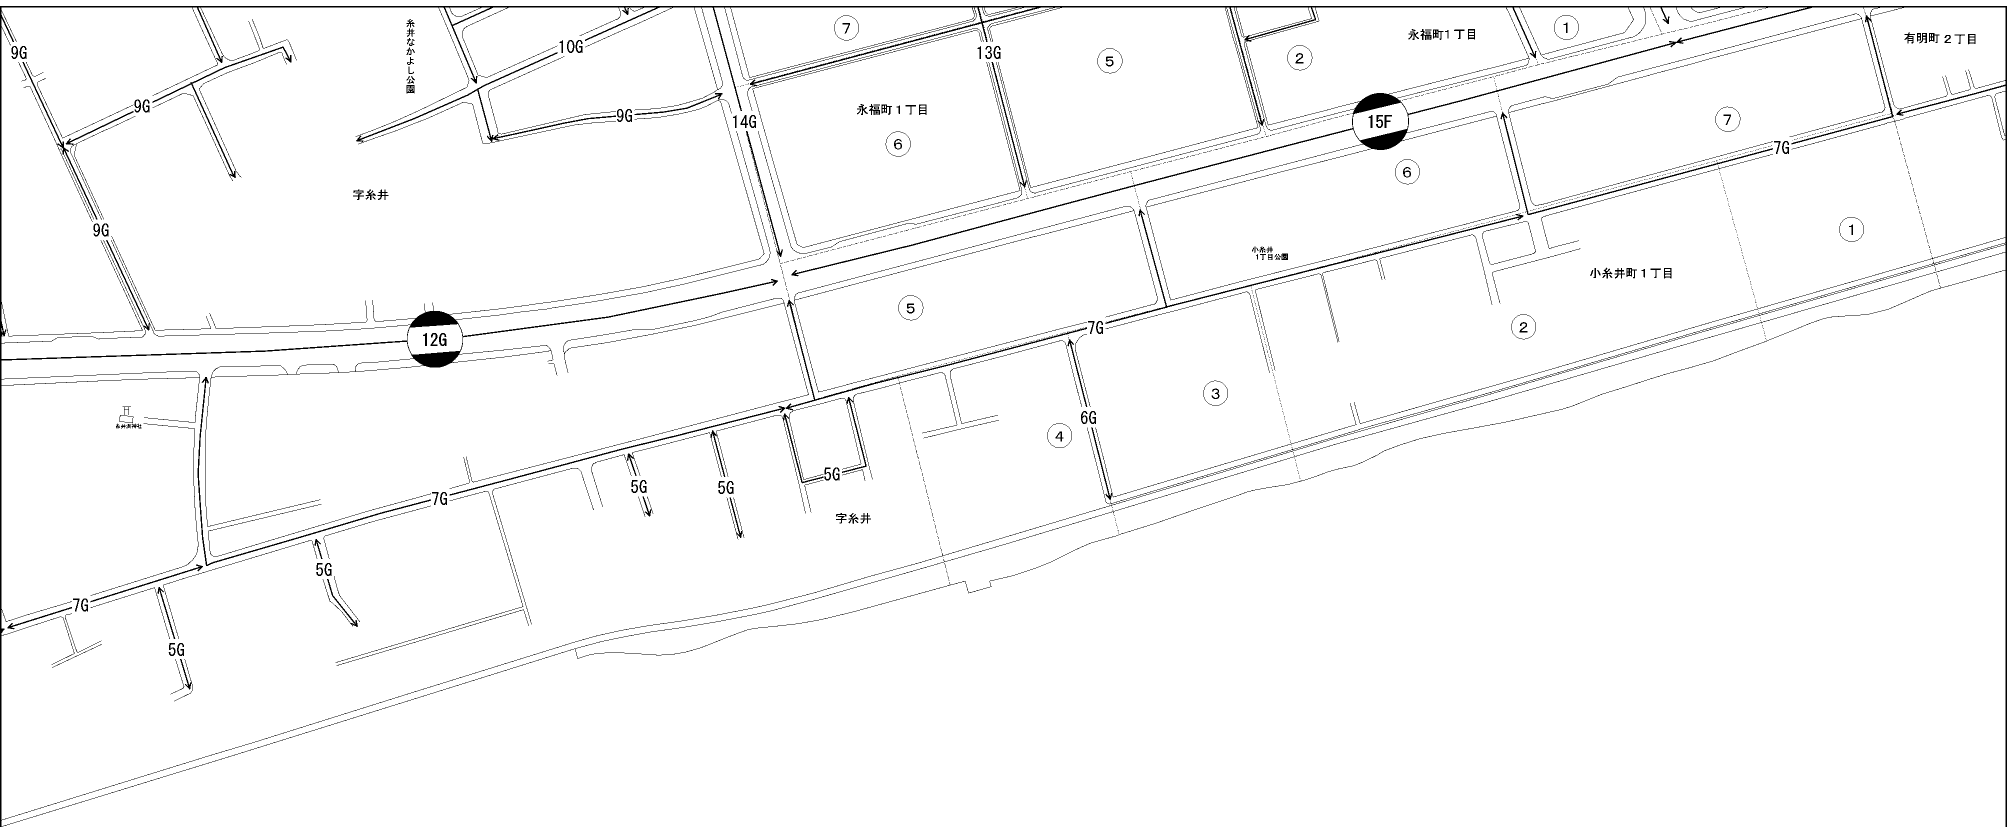 9G
糸井なかよし公園
10G
⑦
13G
⑤
②
永福町1丁目
①
有明町2丁目
9G
9G
14G
永福町1丁目
⑥
15F
⑦
7G
字糸井
9G
⑥
①
小糸井
1丁目公園
小糸井町1丁目
12G
⑤
7G
②
③
6G
④
7G
5G
5G
5G
字糸井
5G
7G
5G